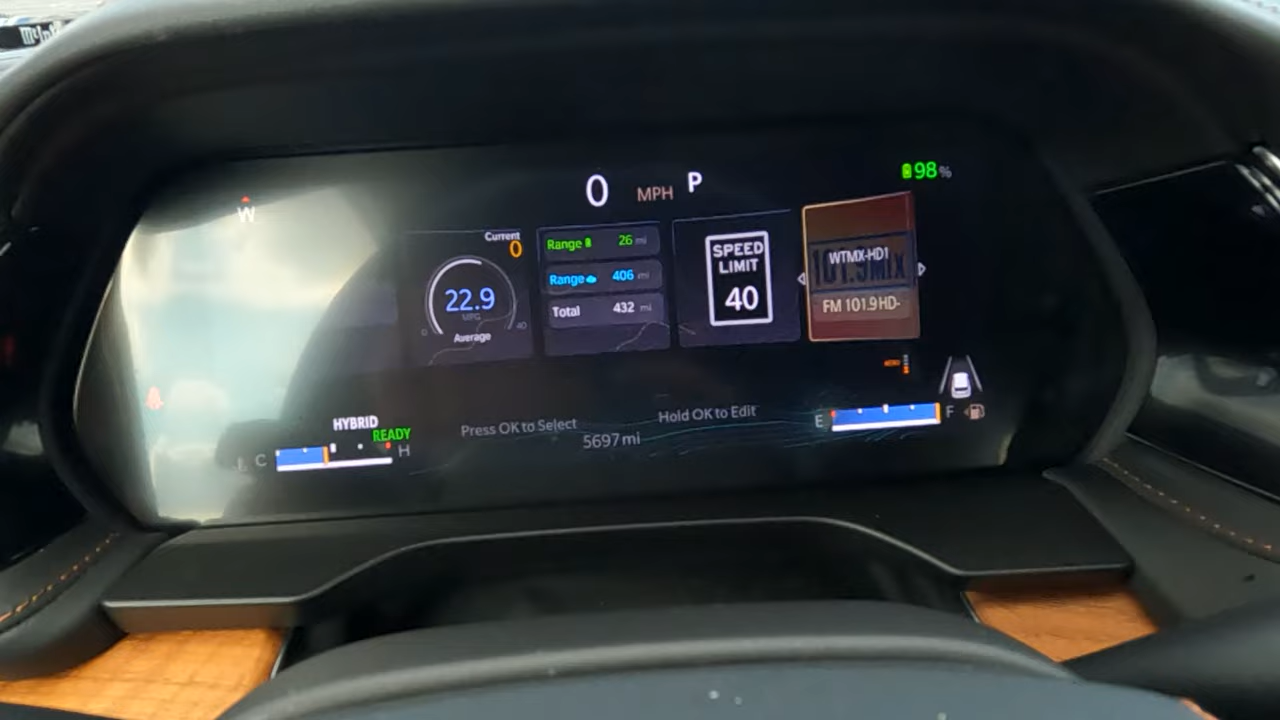 W
0 MPH P
98 %
Current
0
22.9
MPG
0 40
Average
Range 26 mi
Range 406 mi
Total 432 mi
SPEED
LIMIT
40
WTMX-HD1
101.9MIX
FM 101.9 HD-
HYBRID
READY
C H
Press OK to Select
Hold OK to Edit
5697 mi
E F